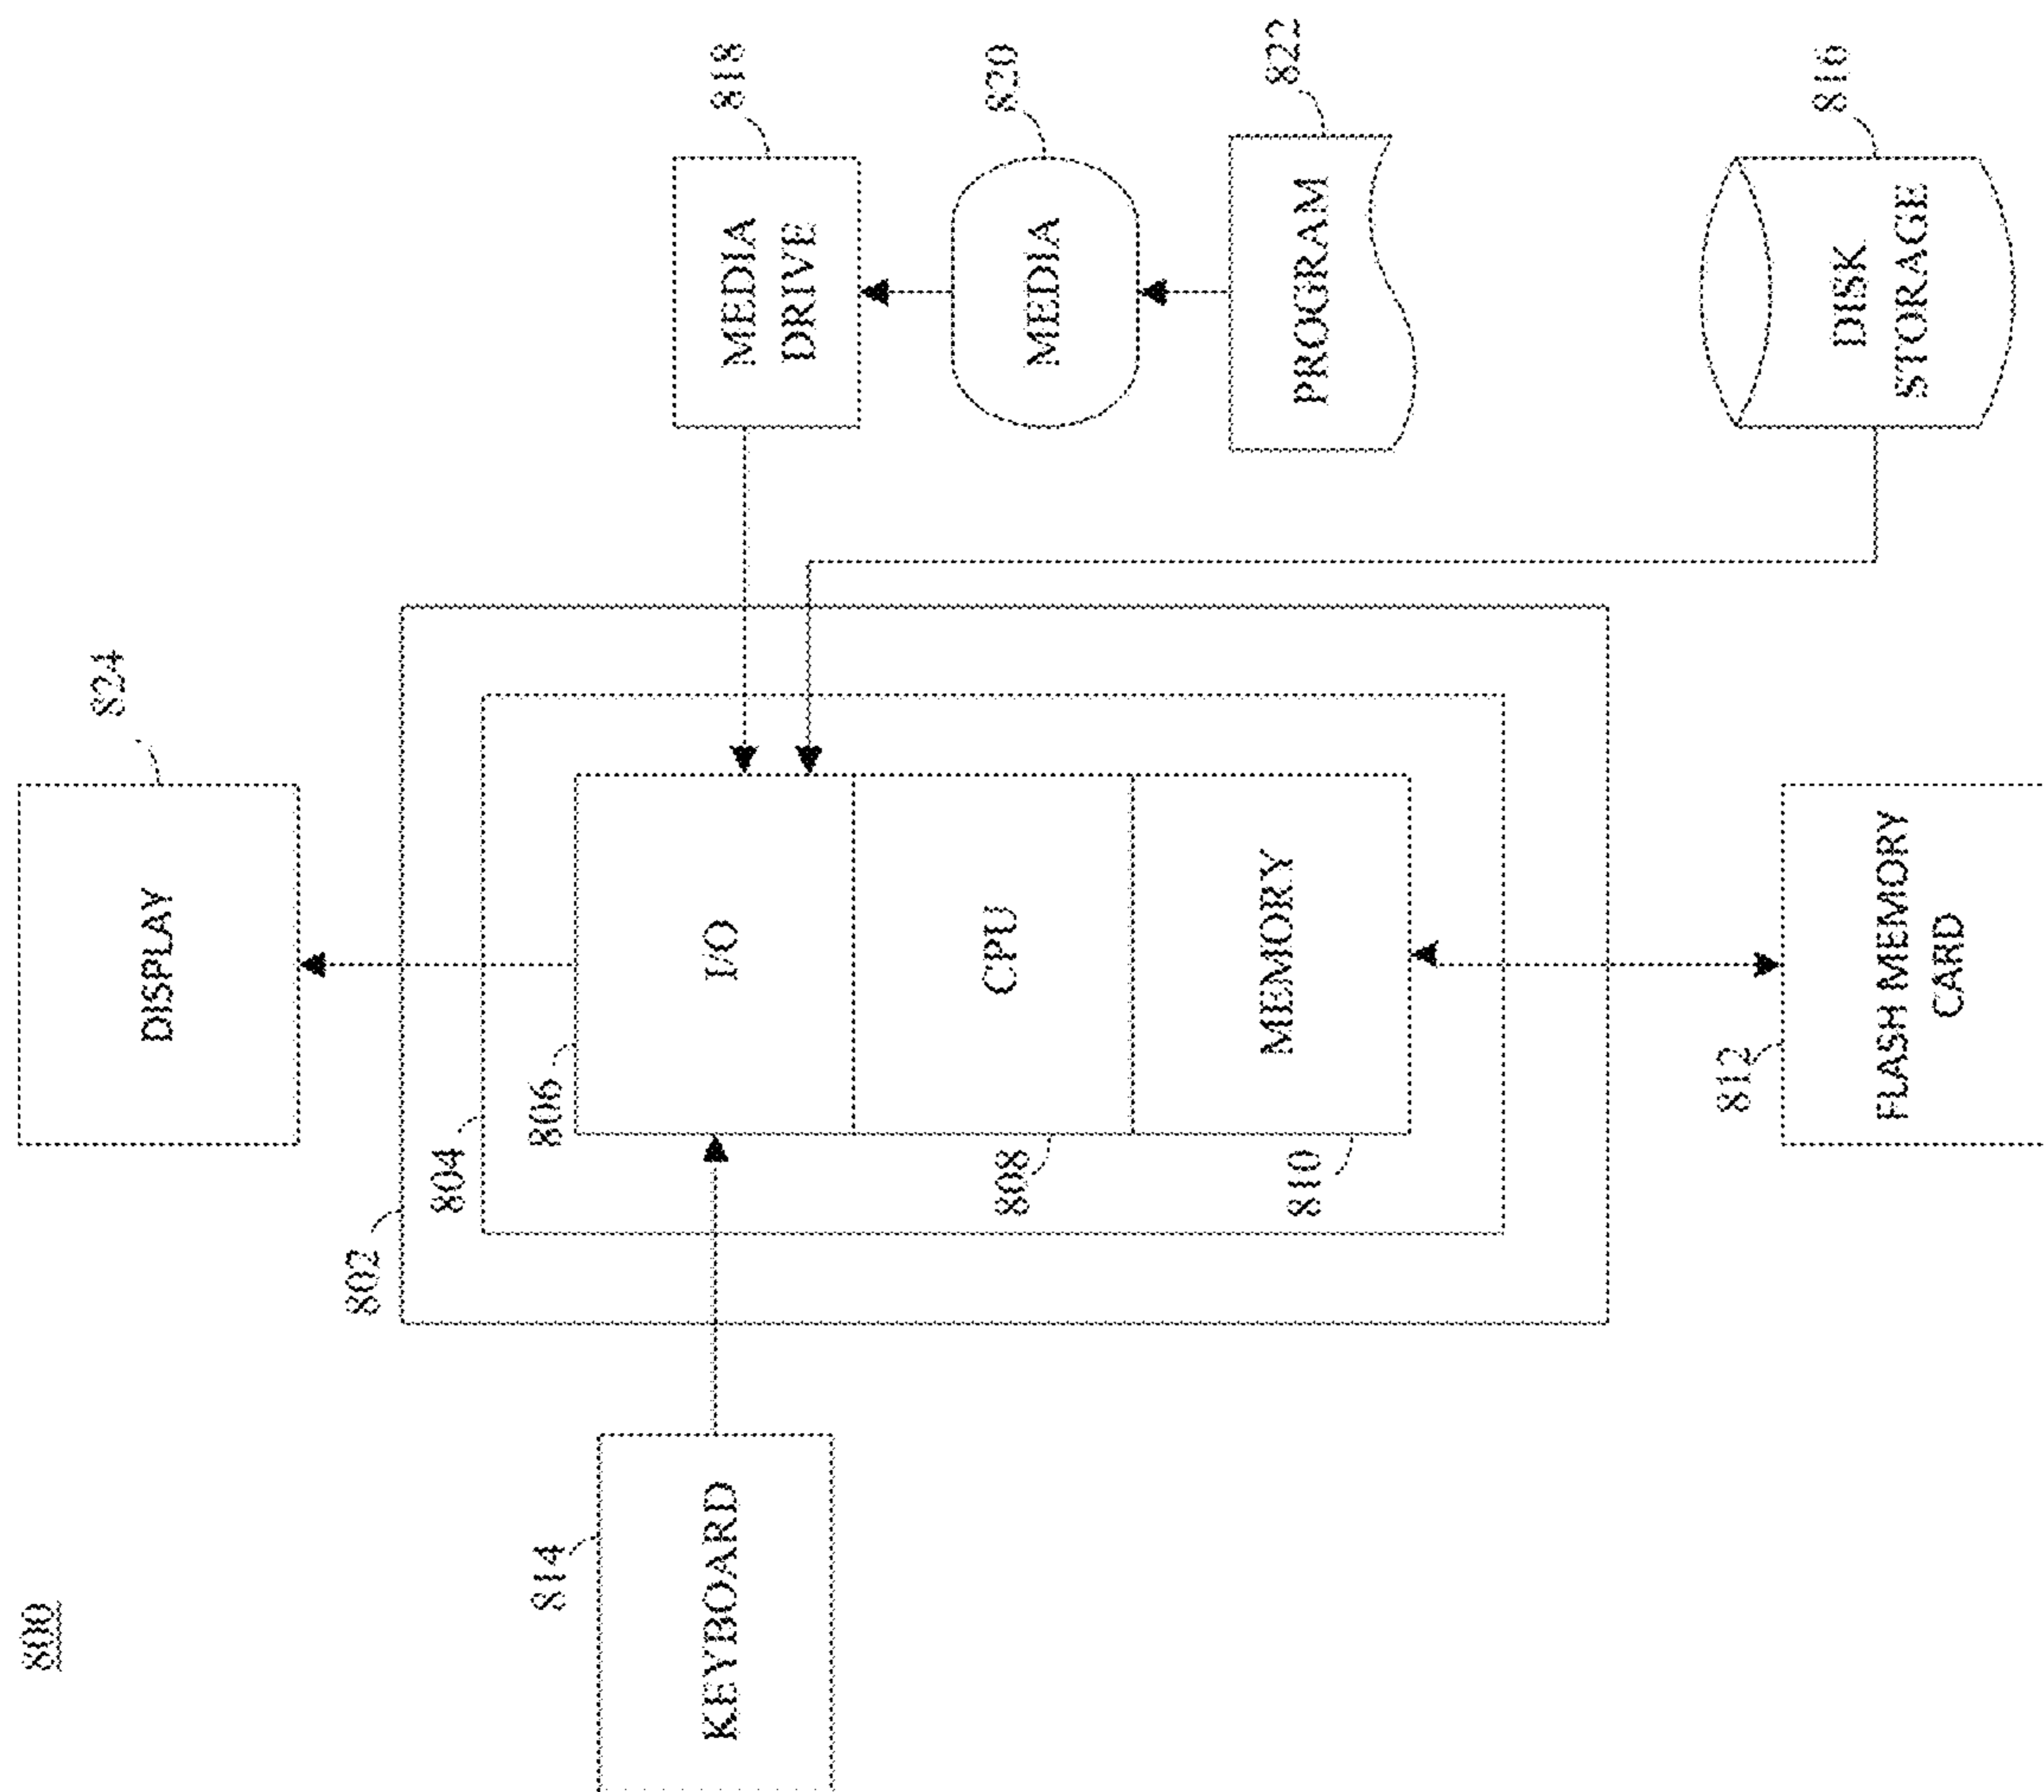 800
DISPLAY
824
802
804
806
I/O
808
CPU
810
MEMORY
814
KEYBOARD
818
MEDIA
DRIVE
820
MEDIA
822
PROGRAM
816
DISK
STORAGE
812
FLASH MEMORY
CARD